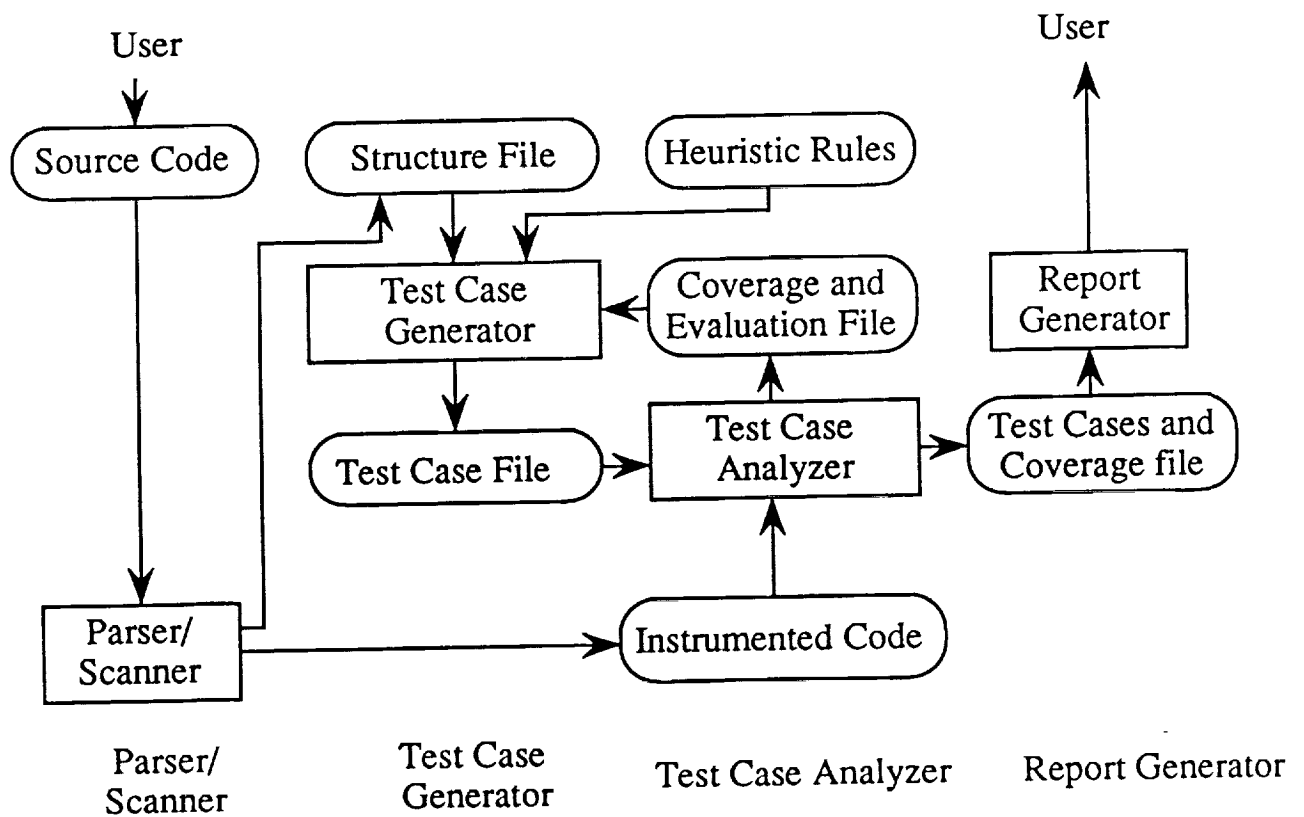 User
User
Source Code
Structure File
Heuristic Rules
Test Case
Generator
Coverage and
Evaluation File
Report
Generator
Test Case File
Test Case
Analyzer
Test Cases and
Coverage file
Parser/
Scanner
Instrumented Code
Parser/
Scanner
Test Case
Generator
Test Case Analyzer
Report Generator